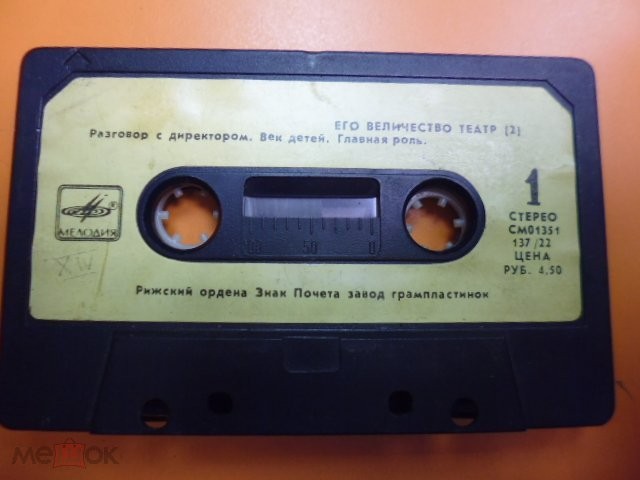 ЕГО ВЕЛИЧЕСТВО ТЕАТР (2)
Разговор с директором. Век детей. Главная роль.
1
СТЕРЕО
СМ01351
137/22
ЦЕНА
РУБ. 4,50
®
МЕЛОДИЯ
XIV
50 0
Рижский ордена Знак Почета завод грампластинок
мешок